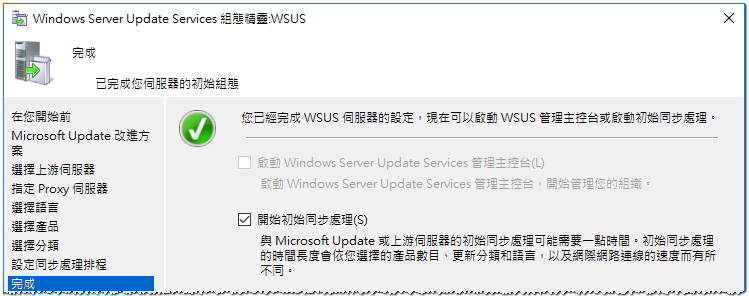 Windows Server Update Services 組態精靈:WSUS
完成
已完成您伺服器的初始組態
在您開始前
Microsoft Update 改進方
案
選擇上游伺服器
指定 Proxy 伺服器
選擇語言
選擇產品
選擇分類
設定同步處理排程
完成
您已經完成 WSUS 伺服器的設定，現在可以啟動 WSUS 管理主控台或啟動初始同步處理。
啟動 Windows Server Update Services 管理主控台(L)
啟動 Windows Server Update Services 管理主控台，開始管理您的組織。
開始初始同步處理(S)
與 Microsoft Update 或上游伺服器的初始同步處理可能需要一點時間。初始同步處理
的時間長度會依您選擇的產品數目、更新分類和語言，以及網際網路連線的速度而有所
不同。